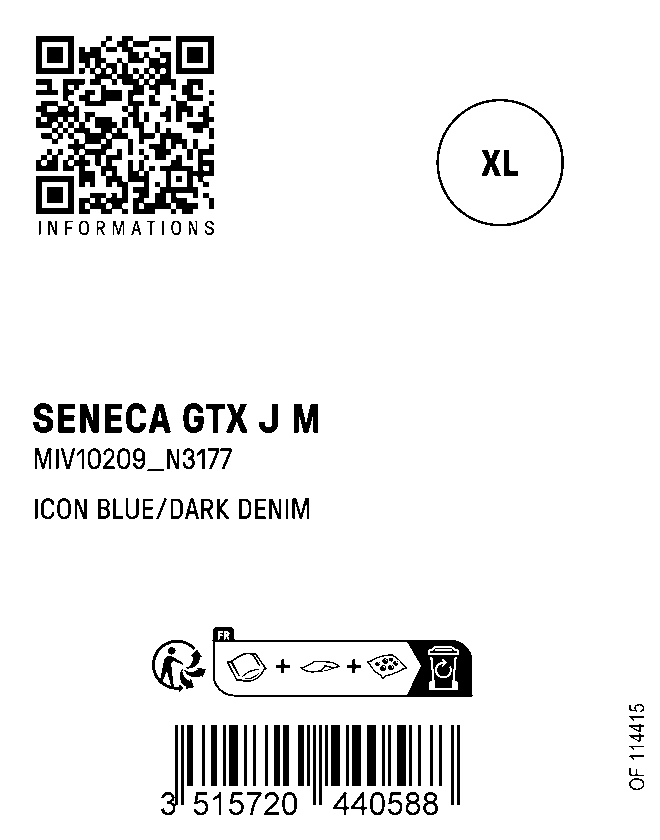 INFORMATIONS
XL
SENECA GTX J M
MIV10209_N3177
ICON BLUE/DARK DENIM
FR
3 515720 440588
OF 114415